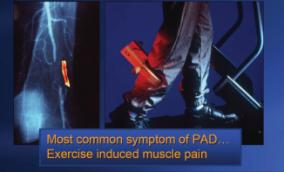 Most common symptom of PAD...
Exercise induced muscle pain